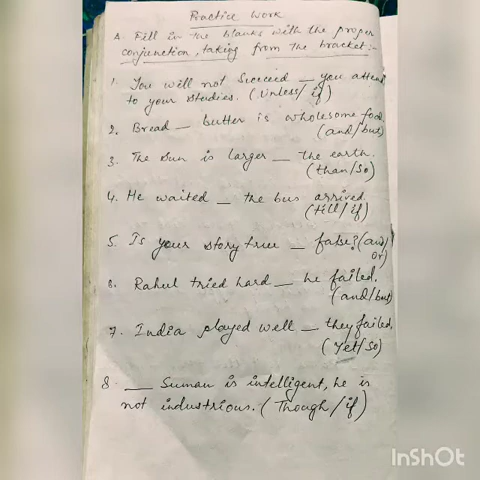 Practice Work
A. Fill in the blanks with the proper
conjunction, taking from the bracket:-
1. You will not Succeed _ you attend
to your studies. (Unless/if)
2. Bread _ butter is wholesome food
(and/but)
3. The Sun is larger _ the earth.
(than/So)
4. He waited _ the bus arrived.
(till/if)
5. Is your story true _ false? (and/
or)
6. Rahul tried hard _ he failed.
(and/but)
7. India played well _ they failed.
(Yet/So)
8. _ Suman is intelligent, he is
not industrious. (Though/if)
InShOt